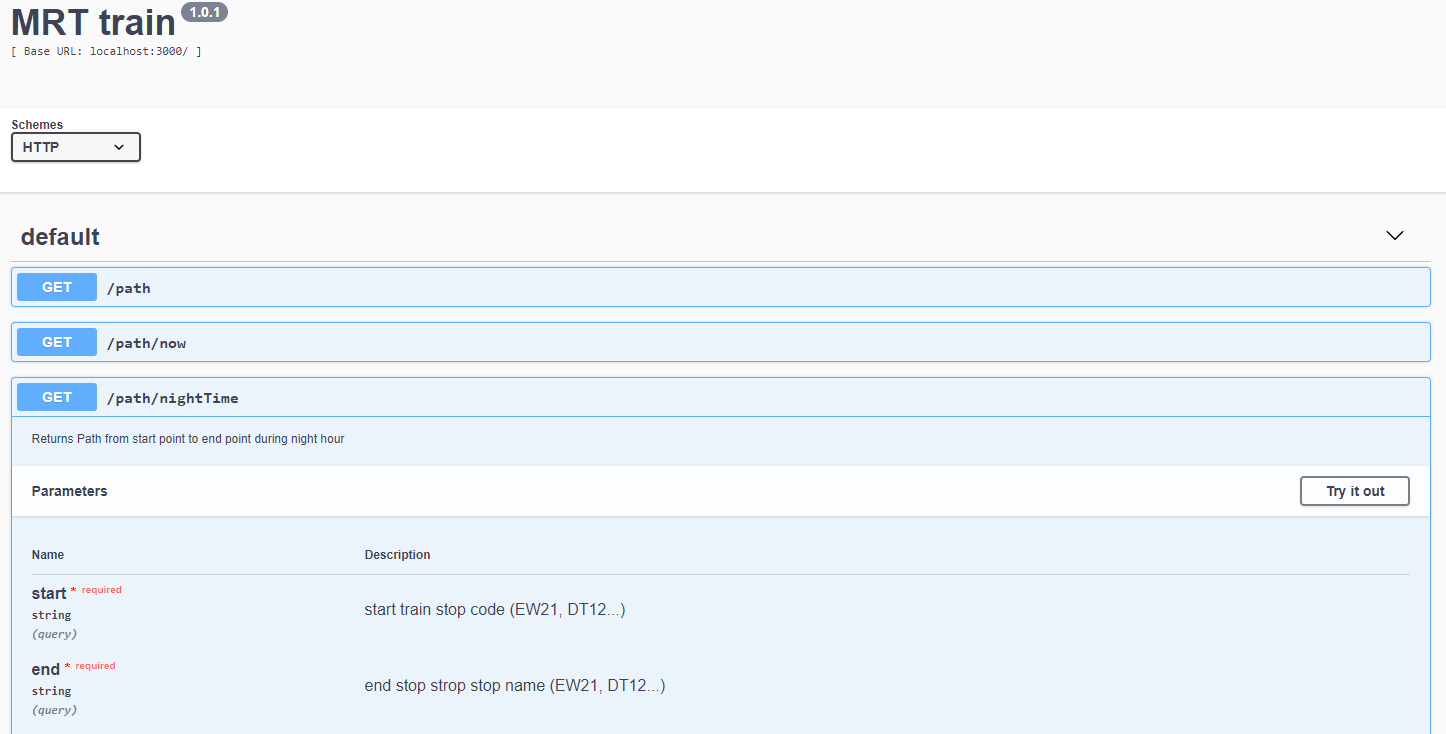 MRT train 1.0.1
[ Base URL: localhost:3000/ ]
Schemes
HTTP
default
GET /path
GET /path/now
GET /path/nightTime
Returns Path from start point to end point during night hour
Parameters
Try it out
Name Description
start * required
string
(query)
start train stop code (EW21, DT12...)
end * required
string
(query)
end stop strop stop name (EW21, DT12...)